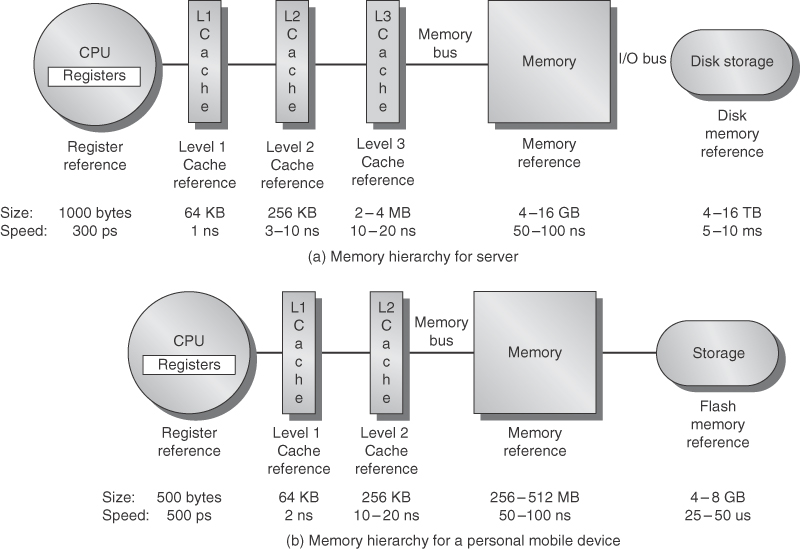 CPU
Registers
L1 Cache
L2 Cache
L3 Cache
Memory bus
Memory
I/O bus
Disk storage
Register reference
Level 1 Cache reference
Level 2 Cache reference
Level 3 Cache reference
Memory reference
Disk memory reference
Size: 1000 bytes 64 KB 256 KB 2–4 MB 4–16 GB 4–16 TB
Speed: 300 ps 1 ns 3–10 ns 10–20 ns 50–100 ns 5–10 ms
(a) Memory hierarchy for server
CPU
Registers
L1 Cache
L2 Cache
Memory bus
Memory
Storage
Register reference
Level 1 Cache reference
Level 2 Cache reference
Memory reference
Flash memory reference
Size: 500 bytes 64 KB 256 KB 256–512 MB 4–8 GB
Speed: 500 ps 2 ns 10–20 ns 50–100 ns 25–50 us
(b) Memory hierarchy for a personal mobile device